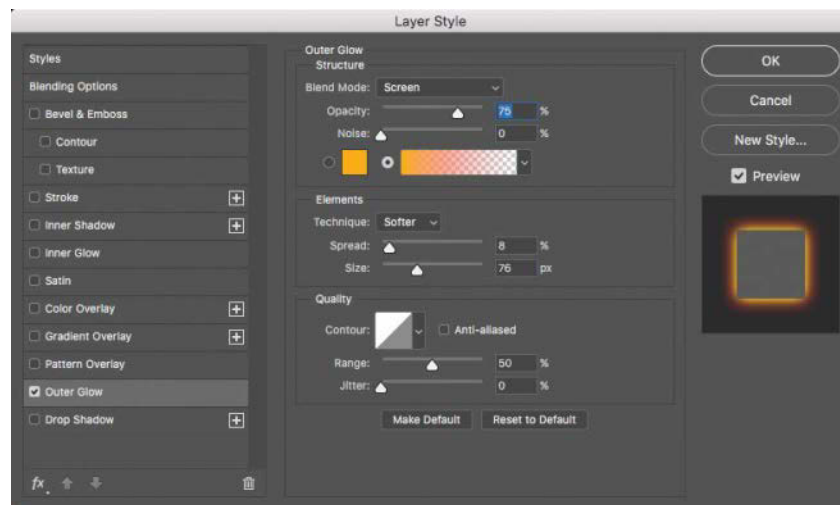 Layer Style
Styles
Blending Options
Bevel & Emboss
Contour
Texture
Stroke
Inner Shadow
Inner Glow
Satin
Color Overlay
Gradient Overlay
Pattern Overlay
Outer Glow
Drop Shadow
fx
Outer Glow
Structure
Blend Mode: Screen
Opacity: 75 %
Noise: 0 %
Elements
Technique: Softer
Spread: 8 %
Size: 76 px
Quality
Contour: Anti-aliased
Range: 50 %
Jitter: 0 %
Make Default Reset to Default
OK
Cancel
New Style...
Preview